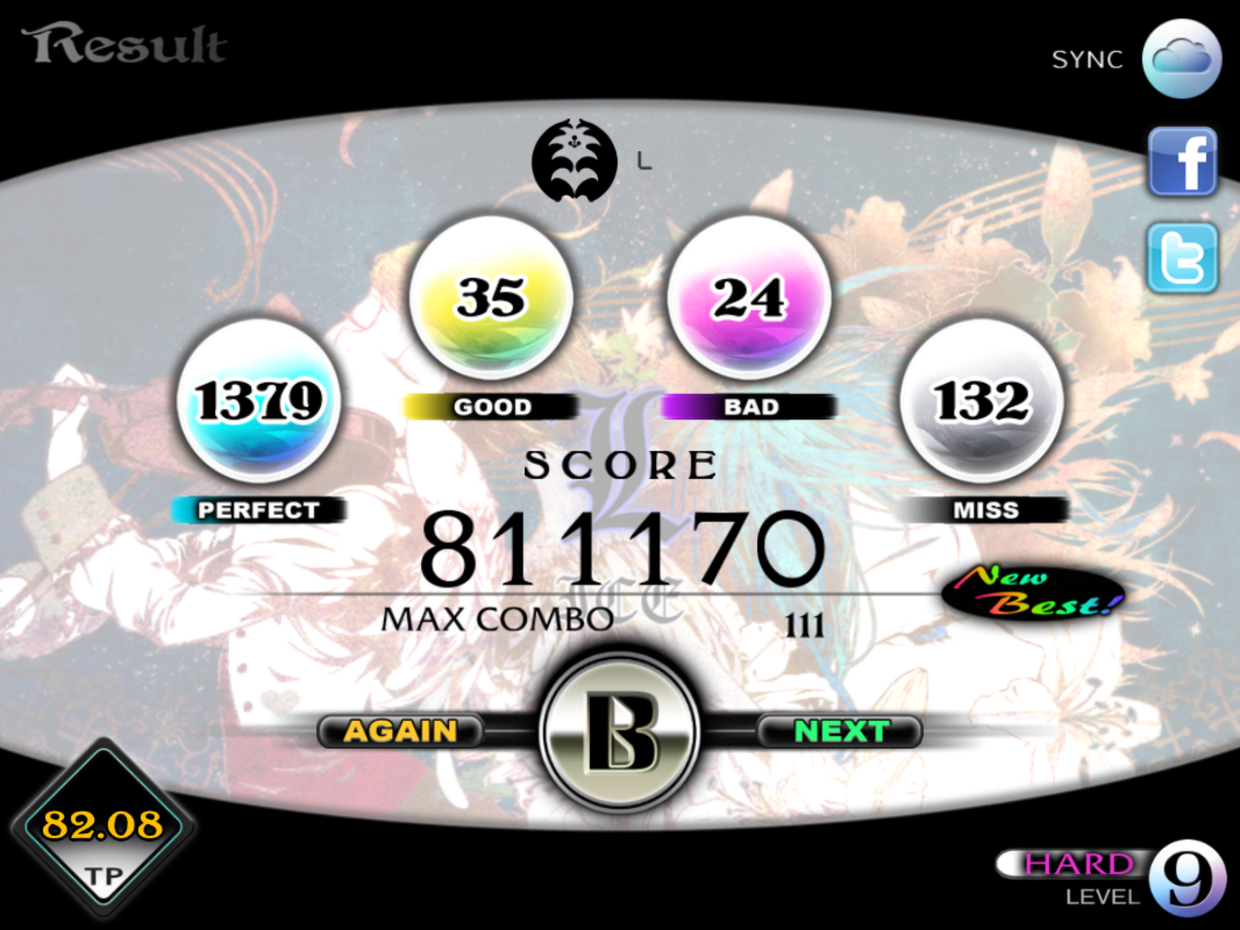 Result
SYNC
f
L
t
35
24
GOOD
BAD
1379
132
PERFECT
MISS
SCORE
811170
New
Best!
L
ICE
MAX COMBO 111
AGAIN
B
NEXT
82.08
TP
HARD
LEVEL
9